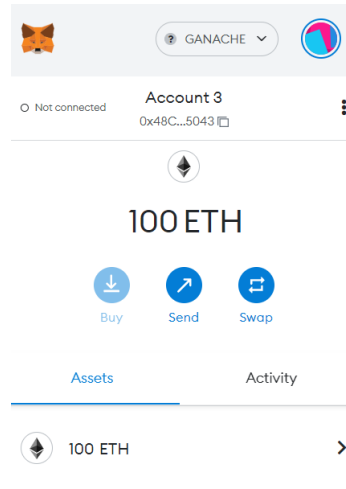 GANACHE
Not connected
Account 3
0x48C...5043
100 ETH
Buy
Send
Swap
Assets
Activity
100 ETH